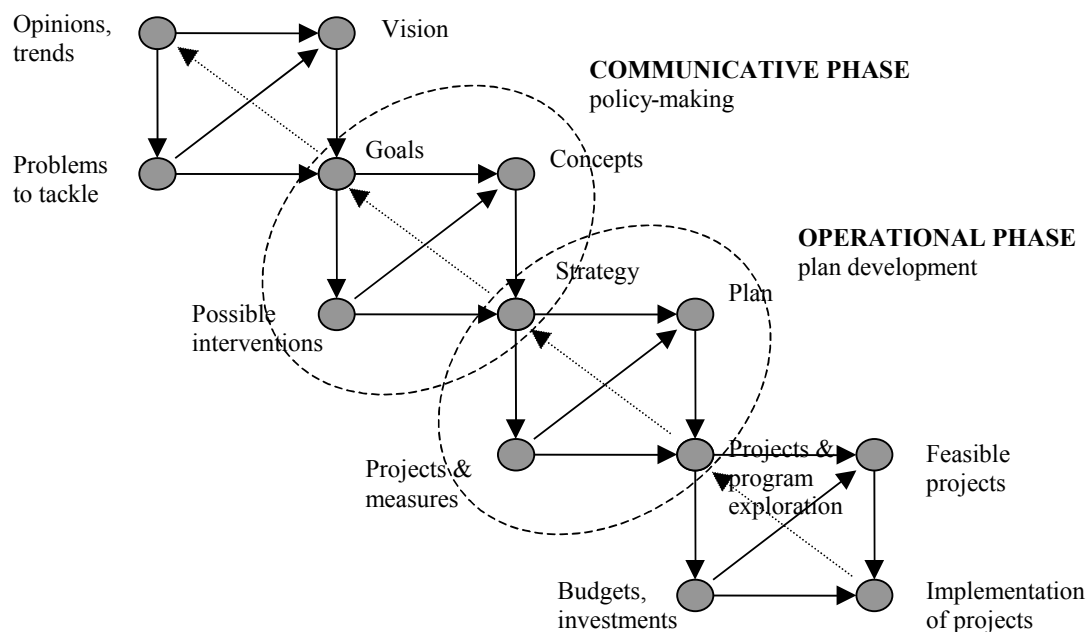 Opinions,
trends
Vision
COMMUNICATIVE PHASE
policy-making
Problems
to tackle
Goals
Concepts
OPERATIONAL PHASE
plan development
Strategy
Possible
interventions
Plan
Projects &
measures
Projects &
program
exploration
Feasible
projects
Budgets,
investments
Implementation
of projects